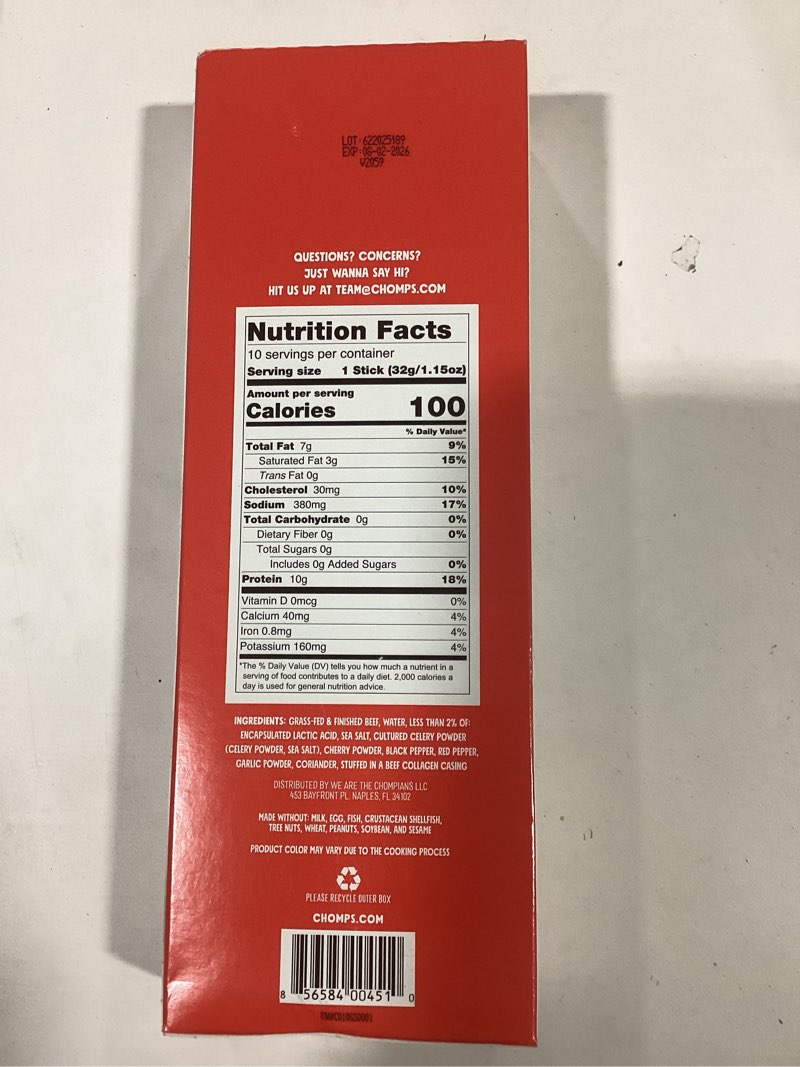 LOT:622025189
EXP:08-02-2026
V2059
QUESTIONS? CONCERNS?
JUST WANNA SAY HI?
HIT US UP AT TEAM@CHOMPS.COM
Nutrition Facts
10 servings per container
Serving size 1 Stick (32g/1.15oz)
Amount per serving
Calories 100
% Daily Value*
Total Fat 7g 9%
Saturated Fat 3g 15%
Trans Fat 0g
Cholesterol 30mg 10%
Sodium 380mg 17%
Total Carbohydrate 0g 0%
Dietary Fiber 0g 0%
Total Sugars 0g
Includes 0g Added Sugars 0%
Protein 10g 18%
Vitamin D 0mcg 0%
Calcium 40mg 4%
Iron 0.8mg 4%
Potassium 160mg 4%
*The % Daily Value (DV) tells you how much a nutrient in a
serving of food contributes to a daily diet. 2,000 calories a
day is used for general nutrition advice.
INGREDIENTS: GRASS-FED & FINISHED BEEF, WATER, LESS THAN 2% OF:
ENCAPSULATED LACTIC ACID, SEA SALT, CULTURED CELERY POWDER
(CELERY POWDER, SEA SALT), CHERRY POWDER, BLACK PEPPER, RED PEPPER,
GARLIC POWDER, CORIANDER, STUFFED IN A BEEF COLLAGEN CASING
DISTRIBUTED BY WE ARE THE CHOMPIANS LLC
453 BAYFRONT PL. NAPLES, FL 34102
MADE WITHOUT: MILK, EGG, FISH, CRUSTACEAN SHELLFISH,
TREE NUTS, WHEAT, PEANUTS, SOYBEAN, AND SESAME
PRODUCT COLOR MAY VARY DUE TO THE COOKING PROCESS
PLEASE RECYCLE OUTER BOX
CHOMPS.COM
8 56584 00451 0